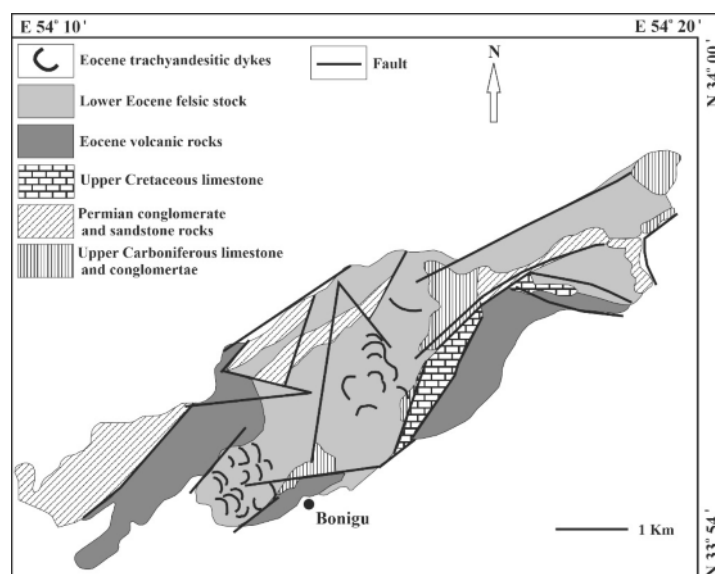 E 54° 10'
E 54° 20'
N 34° 00'
Eocene trachyandesitic dykes
Fault
N
Lower Eocene felsic stock
Eocene volcanic rocks
Upper Cretaceous limestone
Permian conglomerate
and sandstone rocks
Upper Carboniferous limestone
and conglomertae
Bonigu
1 Km
N 33° 54'